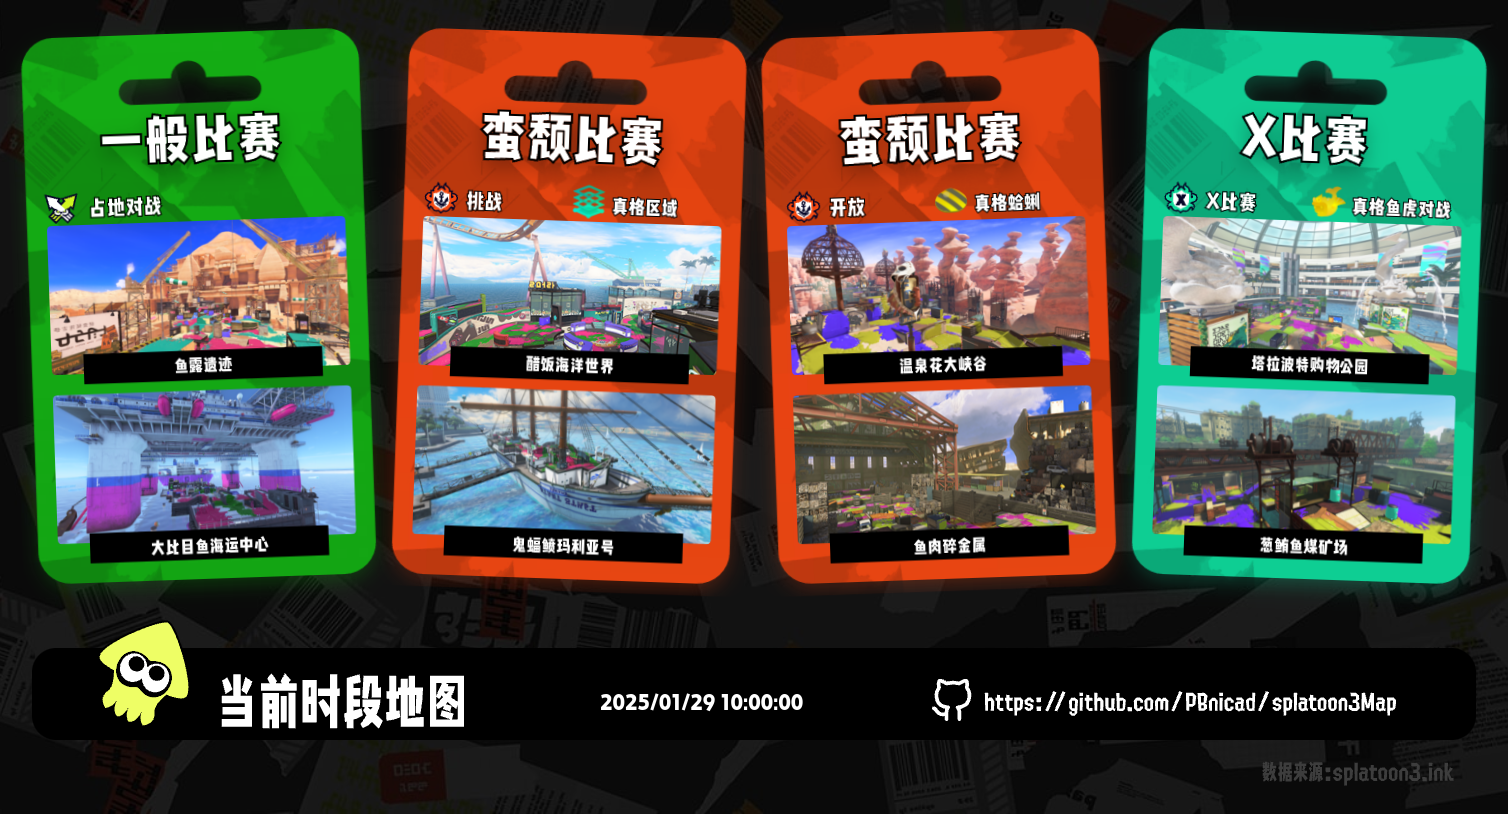 一般比赛
占地对战
鱼露遗迹
大比目鱼海运中心
蛮颓比赛
挑战
真格区域
醋饭海洋世界
鬼蝠鲼玛利亚号
蛮颓比赛
开放
真格蛤蜊
温泉花大峡谷
鱼肉碎金属
X比赛
X比赛
真格鱼虎对战
塔拉波特购物公园
葱鲔鱼煤矿场
当前时段地图
2025/01/29 10:00:00
https://github.com/PBnicad/splatoon3Map
数据来源:splatoon3.ink